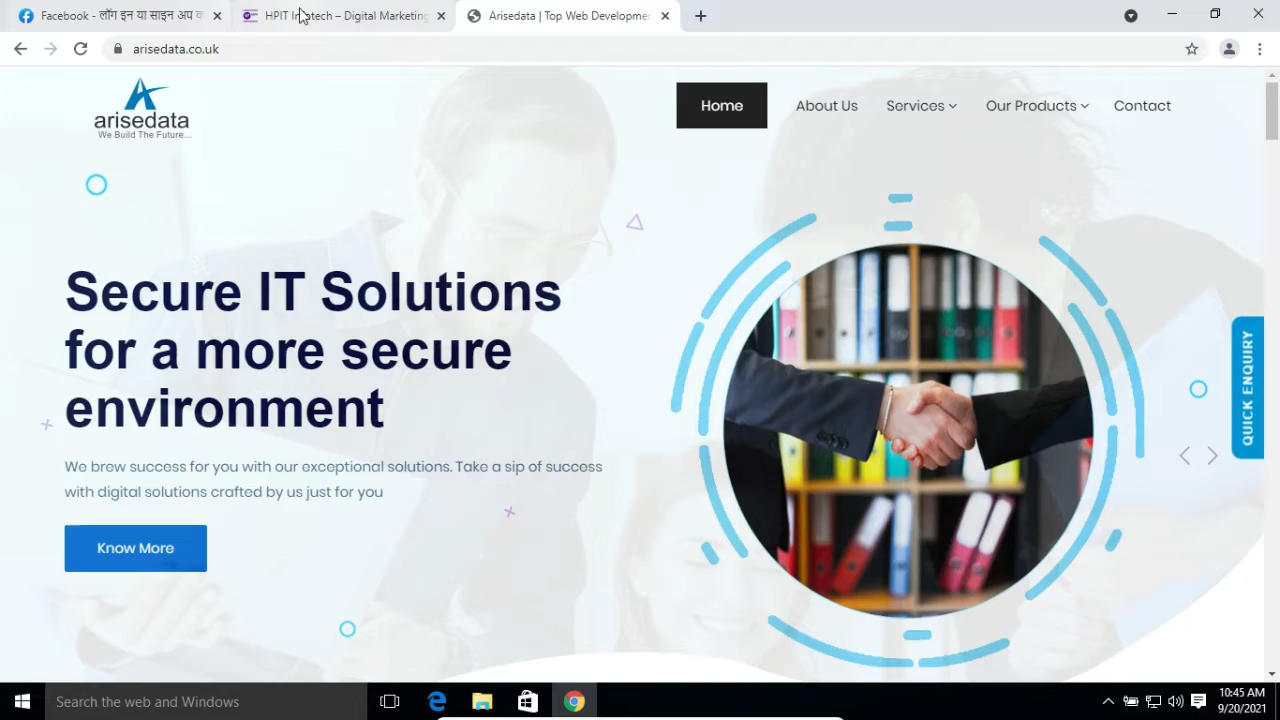 Facebook - लॉग इन या साइन अप क
HPIT Infotech – Digital Marketing
Arisedata | Top Web Developmen
arisedata.co.uk
arisedata
We Build The Future...
Home
About Us
Services
Our Products
Contact
Secure IT Solutions
for a more secure
environment
We brew success for you with our exceptional solutions. Take a sip of success
with digital solutions crafted by us just for you
Know More
QUICK ENQUIRY
Search the web and Windows
10:45 AM
9/20/2021